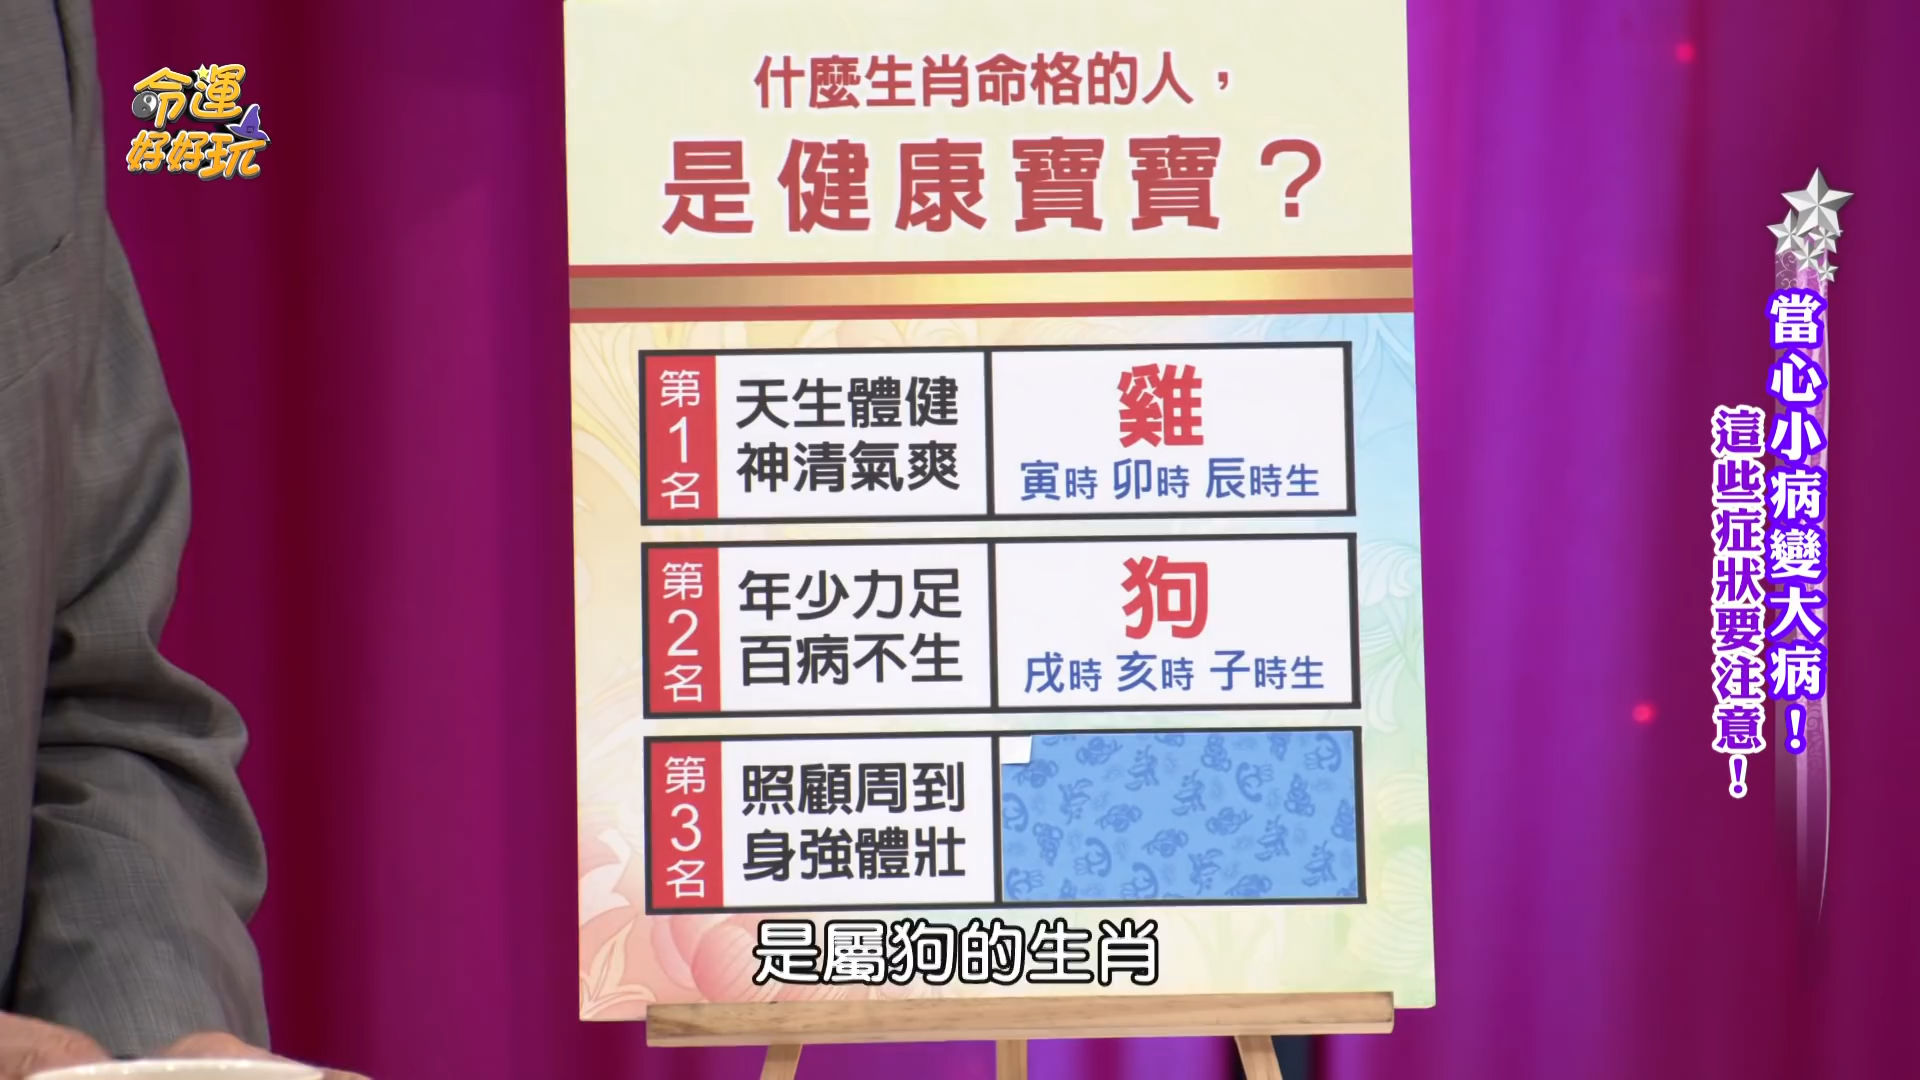 命運
好好玩
什麼生肖命格的人，
是健康寶寶？
第1名
天生體健
神清氣爽
雞
寅時 卯時 辰時生
第2名
年少力足
百病不生
狗
戌時 亥時 子時生
第3名
照顧周到
身強體壯
當心小病變大病！
這些症狀要注意！
是屬狗的生肖